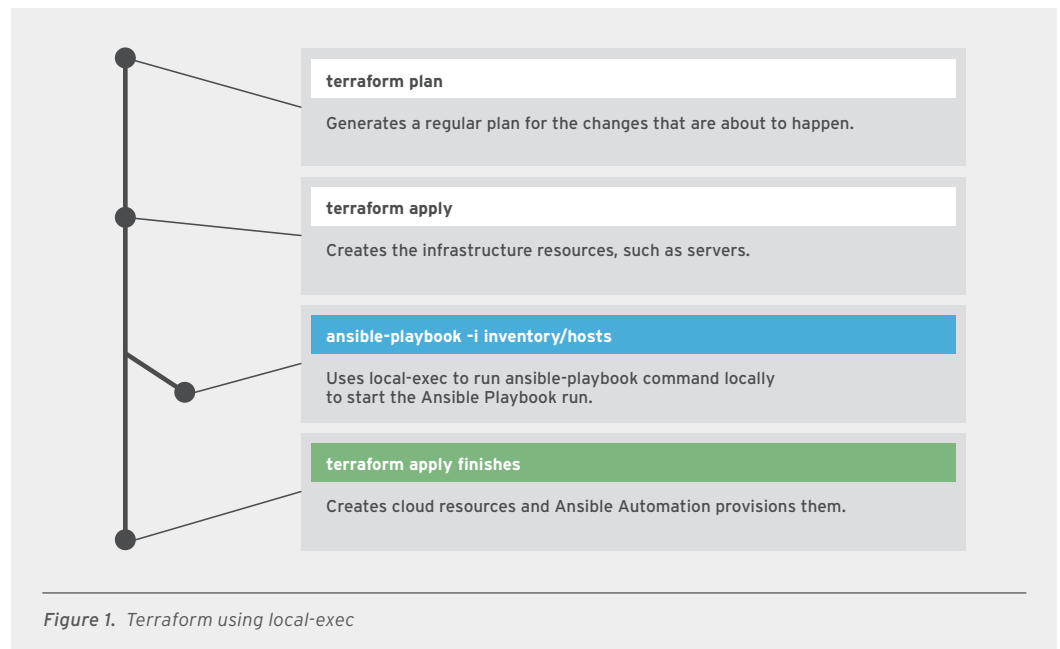 terraform plan
Generates a regular plan for the changes that are about to happen.
terraform apply
Creates the infrastructure resources, such as servers.
ansible-playbook -i inventory/hosts
Uses local-exec to run ansible-playbook command locally
to start the Ansible Playbook run.
terraform apply finishes
Creates cloud resources and Ansible Automation provisions them.
Figure 1. Terraform using local-exec